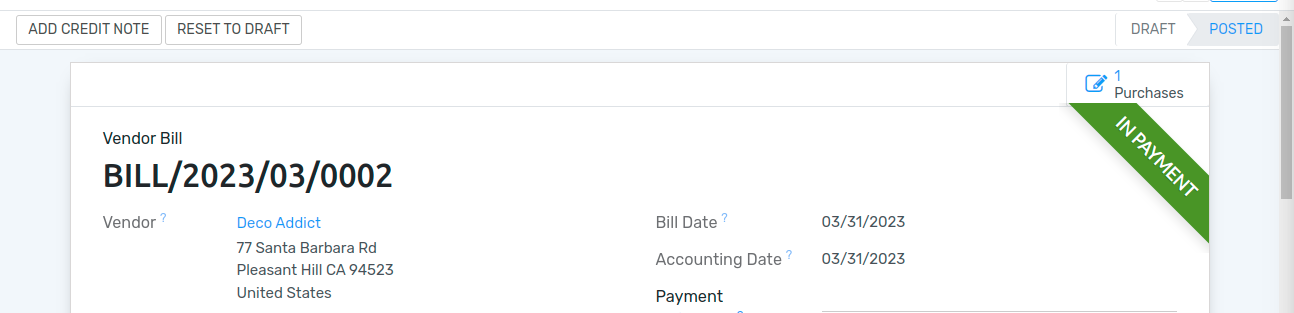 ADD CREDIT NOTE RESET TO DRAFT DRAFT POSTED
1
Purchases
IN PAYMENT
Vendor Bill
BILL/2023/03/0002
Vendor ? Deco Addict
77 Santa Barbara Rd
Pleasant Hill CA 94523
United States
Bill Date ? 03/31/2023
Accounting Date ? 03/31/2023
Payment